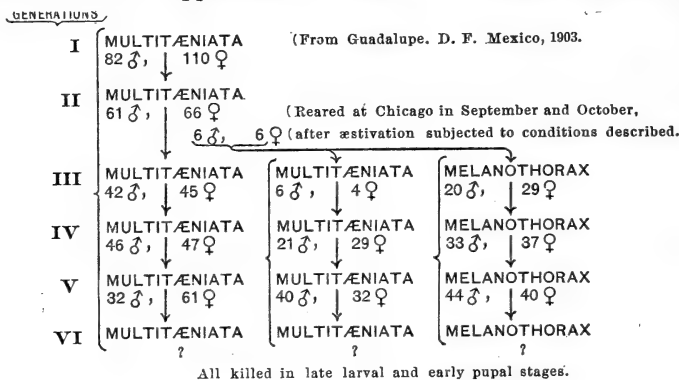 GENERATIONS
I MULTITÆNIATA (From Guadalupe. D. F. Mexico, 1903.
82 ♂, 110 ♀
II MULTITÆNIATA. (Reared at Chicago in September and October,
61 ♂, 66 ♀
6 ♂, 6 ♀ (after æstivation subjected to conditions described.
III MULTITÆNIATA MULTITÆNIATA MELANOTHORAX
42 ♂, 45 ♀ 6 ♂, 4 ♀ 20 ♂, 29 ♀
IV MULTITÆNIATA MULTITÆNIATA MELANOTHORAX
46 ♂, 47 ♀ 21 ♂, 29 ♀ 33 ♂, 37 ♀
V MULTITÆNIATA MULTITÆNIATA MELANOTHORAX
32 ♂, 61 ♀ 40 ♂, 32 ♀ 44 ♂, 40 ♀
VI MULTITÆNIATA MULTITÆNIATA MELANOTHORAX
? ? ?
All killed in late larval and early pupal stages.